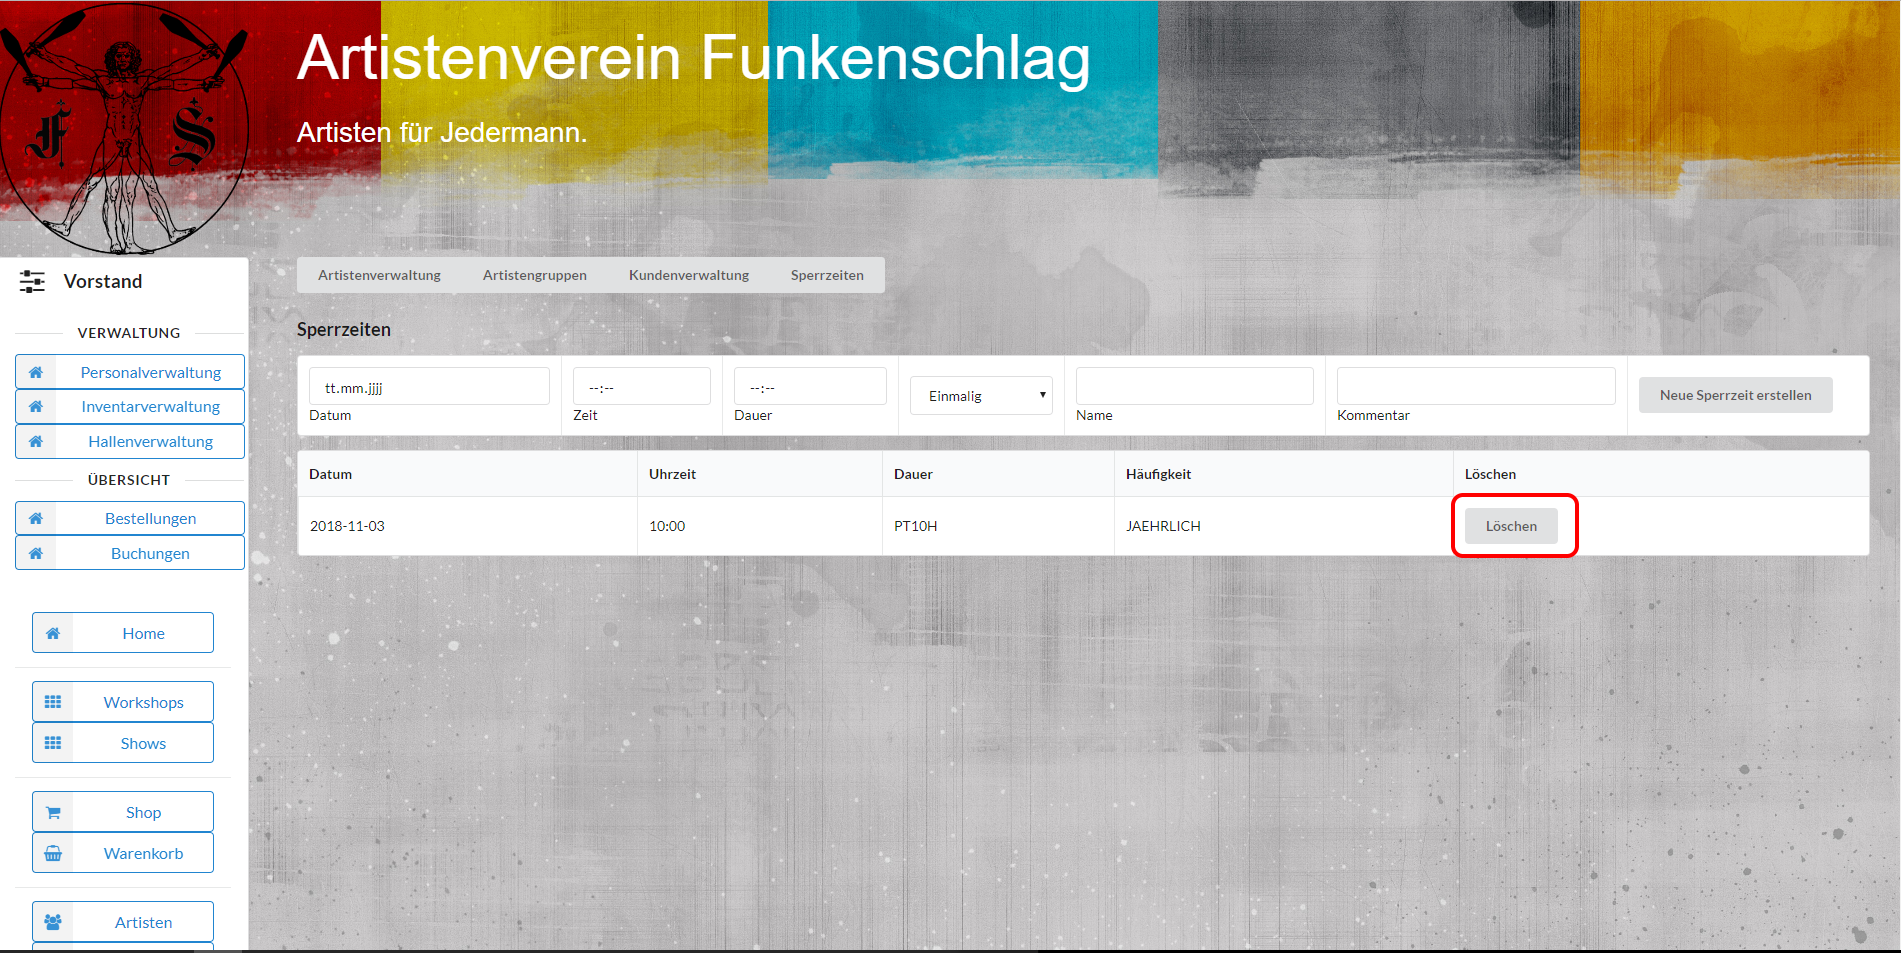 Artistenverein Funkenschlag
Artisten für Jedermann.
F S
Vorstand
VERWALTUNG
Personalverwaltung
Inventarverwaltung
Hallenverwaltung
ÜBERSICHT
Bestellungen
Buchungen
Home
Workshops
Shows
Shop
Warenkorb
Artisten
Artistenverwaltung Artistengruppen Kundenverwaltung Sperrzeiten
Sperrzeiten
tt.mm.jjjj --:-- --:-- Einmalig Neue Sperrzeit erstellen
Datum Zeit Dauer Name Kommentar
Datum Uhrzeit Dauer Häufigkeit Löschen
2018-11-03 10:00 PT10H JAEHRLICH Löschen